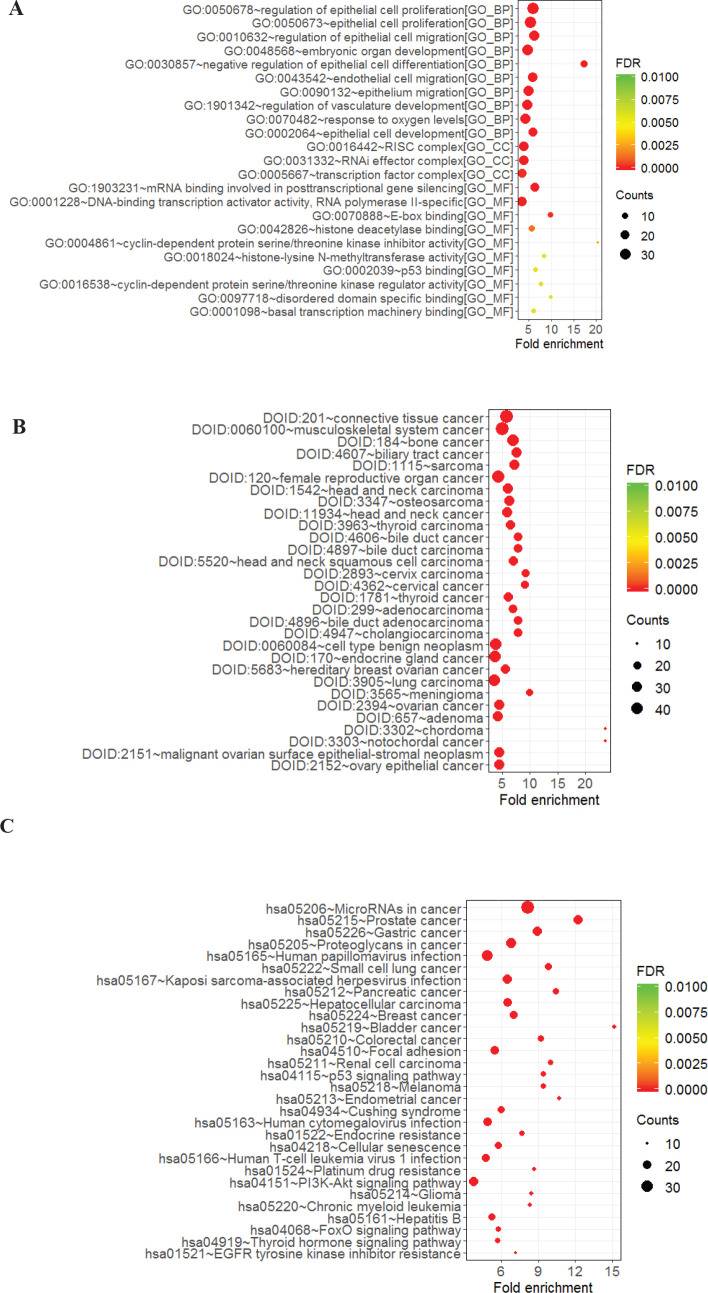 A
GO:0050678~regulation of epithelial cell proliferation[GO_BP]
GO:0050673~epithelial cell proliferation[GO_BP]
GO:0010632~regulation of epithelial cell migration[GO_BP]
GO:0048568~embryonic organ development[GO_BP]
GO:0030857~negative regulation of epithelial cell differentiation[GO_BP]
GO:0043542~endothelial cell migration[GO_BP]
GO:0090132~epithelium migration[GO_BP]
GO:1901342~regulation of vasculature development[GO_BP]
GO:0070482~response to oxygen levels[GO_BP]
GO:0002064~epithelial cell development[GO_BP]
GO:0016442~RISC complex[GO_CC]
GO:0031332~RNAi effector complex[GO_CC]
GO:0005667~transcription factor complex[GO_CC]
GO:1903231~mRNA binding involved in posttranscriptional gene silencing[GO_MF]
GO:0001228~DNA-binding transcription activator activity, RNA polymerase II-specific[GO_MF]
GO:0070888~E-box binding[GO_MF]
GO:0042826~histone deacetylase binding[GO_MF]
GO:0004861~cyclin-dependent protein serine/threonine kinase inhibitor activity[GO_MF]
GO:0018024~histone-lysine N-methyltransferase activity[GO_MF]
GO:0002039~p53 binding[GO_MF]
GO:0016538~cyclin-dependent protein serine/threonine kinase regulator activity[GO_MF]
GO:0097718~disordered domain specific binding[GO_MF]
GO:0001098~basal transcription machinery binding[GO_MF]
5 10 15 20
Fold enrichment
FDR
0.0100
0.0075
0.0050
0.0025
0.0000
Counts
10
20
30
B
DOID:201~connective tissue cancer
DOID:0060100~musculoskeletal system cancer
DOID:184~bone cancer
DOID:4607~biliary tract cancer
DOID:1115~sarcoma
DOID:120~female reproductive organ cancer
DOID:1542~head and neck carcinoma
DOID:3347~osteosarcoma
DOID:11934~head and neck cancer
DOID:3963~thyroid carcinoma
DOID:4606~bile duct cancer
DOID:4897~bile duct carcinoma
DOID:5520~head and neck squamous cell carcinoma
DOID:2893~cervix carcinoma
DOID:4362~cervical cancer
DOID:1781~thyroid cancer
DOID:299~adenocarcinoma
DOID:4896~bile duct adenocarcinoma
DOID:4947~cholangiocarcinoma
DOID:0060084~cell type benign neoplasm
DOID:170~endocrine gland cancer
DOID:5683~hereditary breast ovarian cancer
DOID:3905~lung carcinoma
DOID:3565~meningioma
DOID:2394~ovarian cancer
DOID:657~adenoma
DOID:3302~chordoma
DOID:3303~notochordal cancer
DOID:2151~malignant ovarian surface epithelial-stromal neoplasm
DOID:2152~ovary epithelial cancer
5 10 15 20
Fold enrichment
FDR
0.0100
0.0075
0.0050
0.0025
0.0000
Counts
10
20
30
40
C
hsa05206~MicroRNAs in cancer
hsa05215~Prostate cancer
hsa05226~Gastric cancer
hsa05205~Proteoglycans in cancer
hsa05165~Human papillomavirus infection
hsa05222~Small cell lung cancer
hsa05167~Kaposi sarcoma-associated herpesvirus infection
hsa05212~Pancreatic cancer
hsa05225~Hepatocellular carcinoma
hsa05224~Breast cancer
hsa05219~Bladder cancer
hsa05210~Colorectal cancer
hsa04510~Focal adhesion
hsa05211~Renal cell carcinoma
hsa04115~p53 signaling pathway
hsa05218~Melanoma
hsa05213~Endometrial cancer
hsa04934~Cushing syndrome
hsa05163~Human cytomegalovirus infection
hsa01522~Endocrine resistance
hsa04218~Cellular senescence
hsa05166~Human T-cell leukemia virus 1 infection
hsa01524~Platinum drug resistance
hsa04151~PI3K-Akt signaling pathway
hsa05214~Glioma
hsa05220~Chronic myeloid leukemia
hsa05161~Hepatitis B
hsa04068~FoxO signaling pathway
hsa04919~Thyroid hormone signaling pathway
hsa01521~EGFR tyrosine kinase inhibitor resistance
6 9 12 15
Fold enrichment
FDR
0.0100
0.0075
0.0050
0.0025
0.0000
Counts
10
20
30